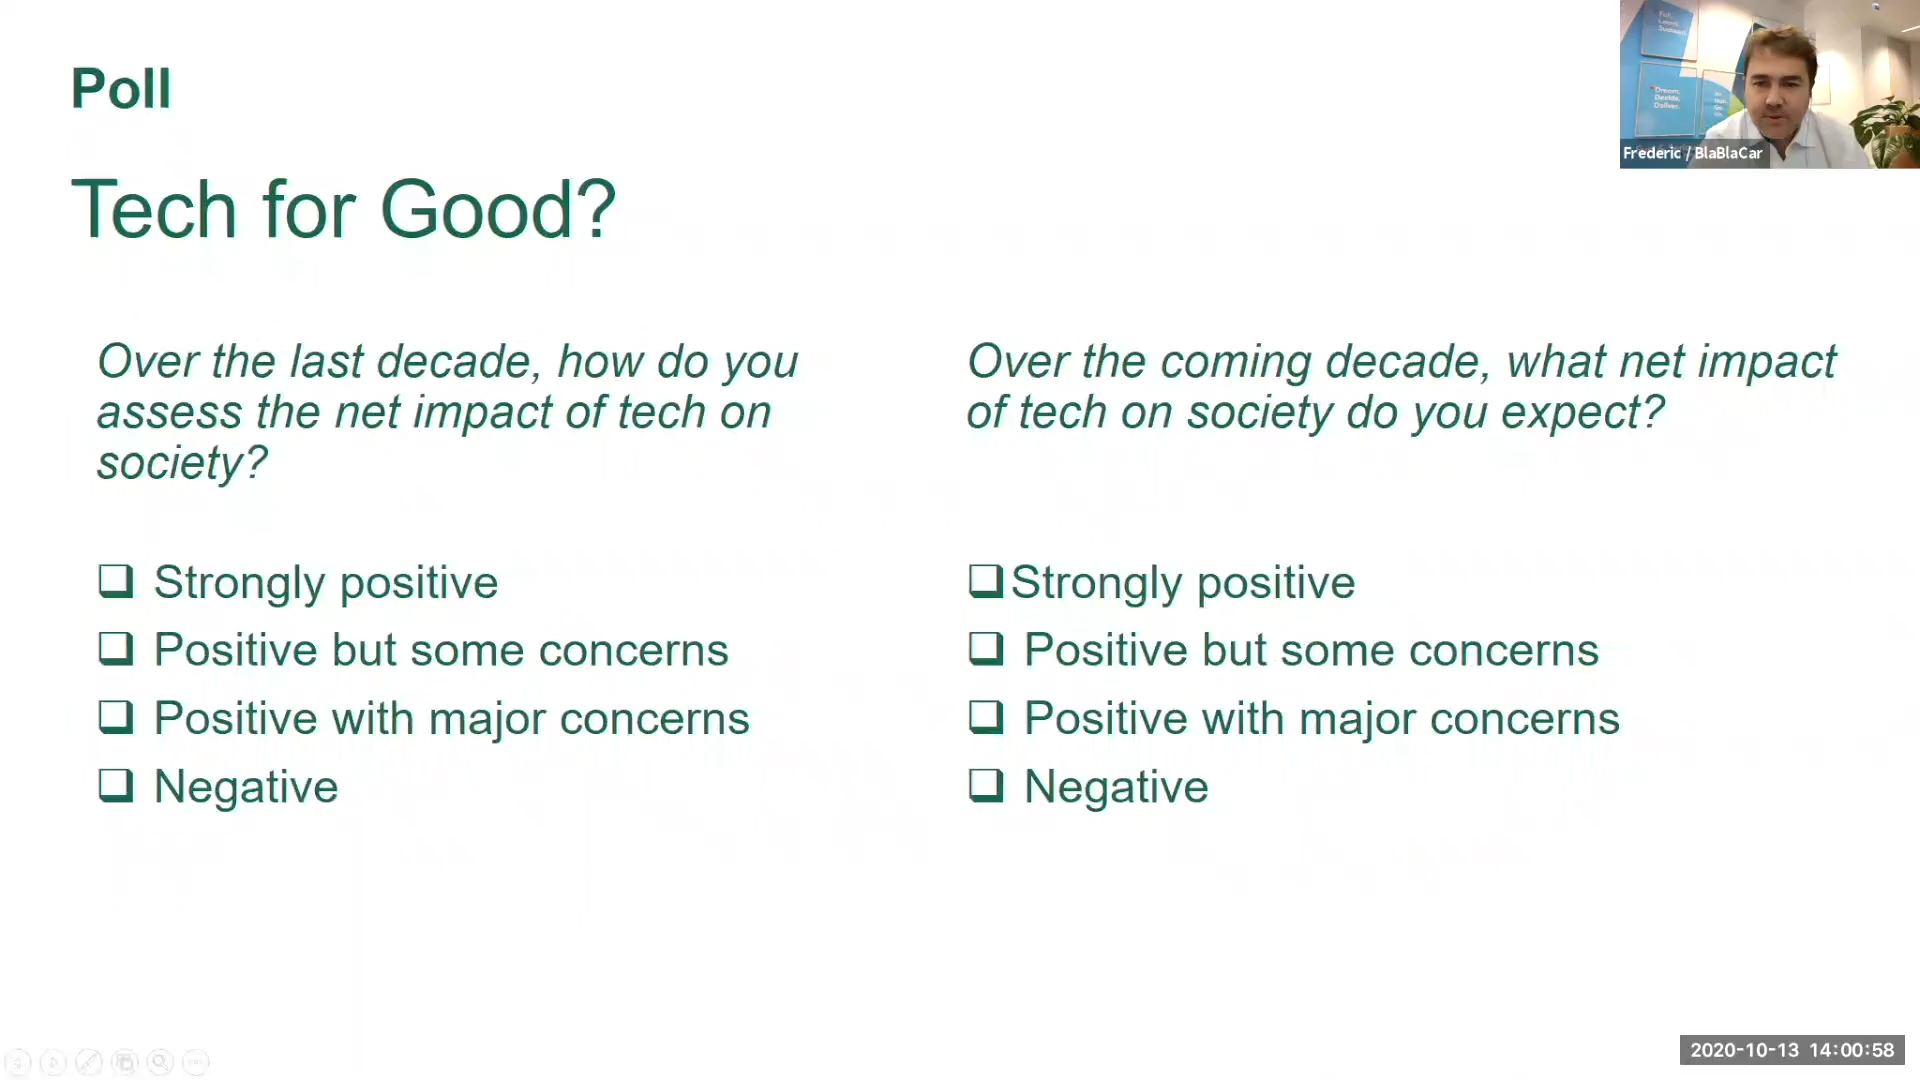 Poll
Tech for Good?
Over the last decade, how do you
assess the net impact of tech on
society?
❑ Strongly positive
❑ Positive but some concerns
❑ Positive with major concerns
❑ Negative
Over the coming decade, what net impact
of tech on society do you expect?
❑ Strongly positive
❑ Positive but some concerns
❑ Positive with major concerns
❑ Negative
Dream.
Decide.
Deliver.
Frederic / BlaBlaCar
2020-10-13 14:00:58